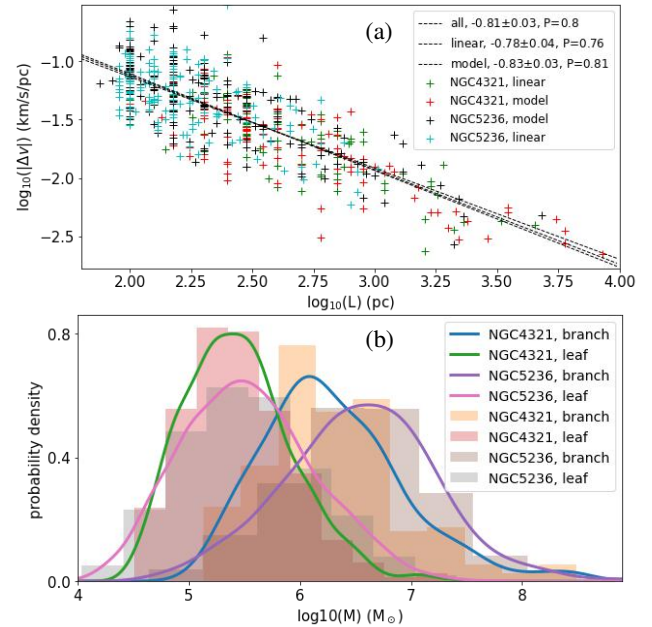 (a)
all, -0.81±0.03, P=0.8
linear, -0.78±0.04, P=0.76
model, -0.83±0.03, P=0.81
NGC4321, linear
NGC4321, model
NGC5236, model
NGC5236, linear
log₁₀(|Δv|) (km/s/pc)
-1.0
-1.5
-2.0
-2.5
2.00 2.25 2.50 2.75 3.00 3.25 3.50 3.75 4.00
log₁₀(L) (pc)
(b)
NGC4321, branch
NGC4321, leaf
NGC5236, branch
NGC5236, leaf
NGC4321, branch
NGC4321, leaf
NGC5236, branch
NGC5236, leaf
probability density
0.8
0.4
0.0
4 5 6 7 8
log10(M) (M⊙)